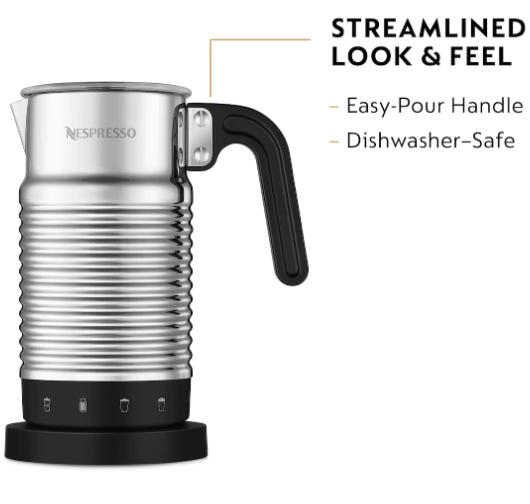 STREAMLINED
LOOK & FEEL
– Easy-Pour Handle
– Dishwasher–Safe
NESPRESSO